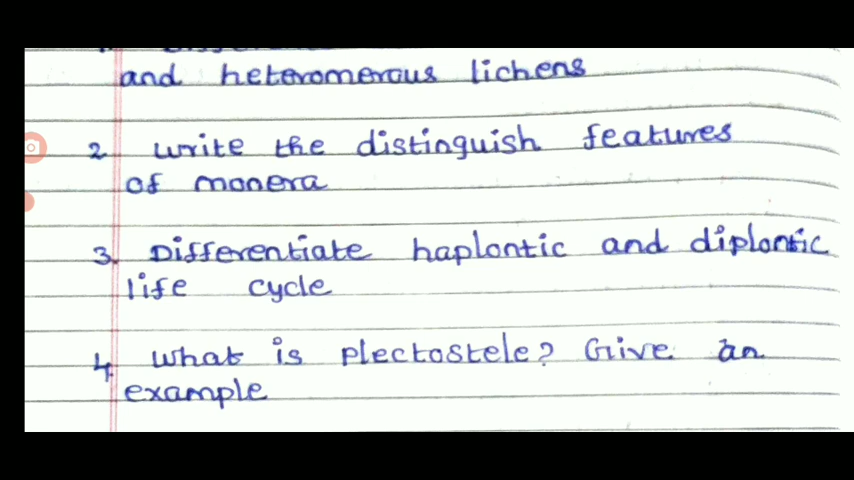 and heteromerous lichens
2. write the distinguish features
of monera
3. Differentiate haplontic and diplontic
life cycle
4. What is plectostele? Give an
example